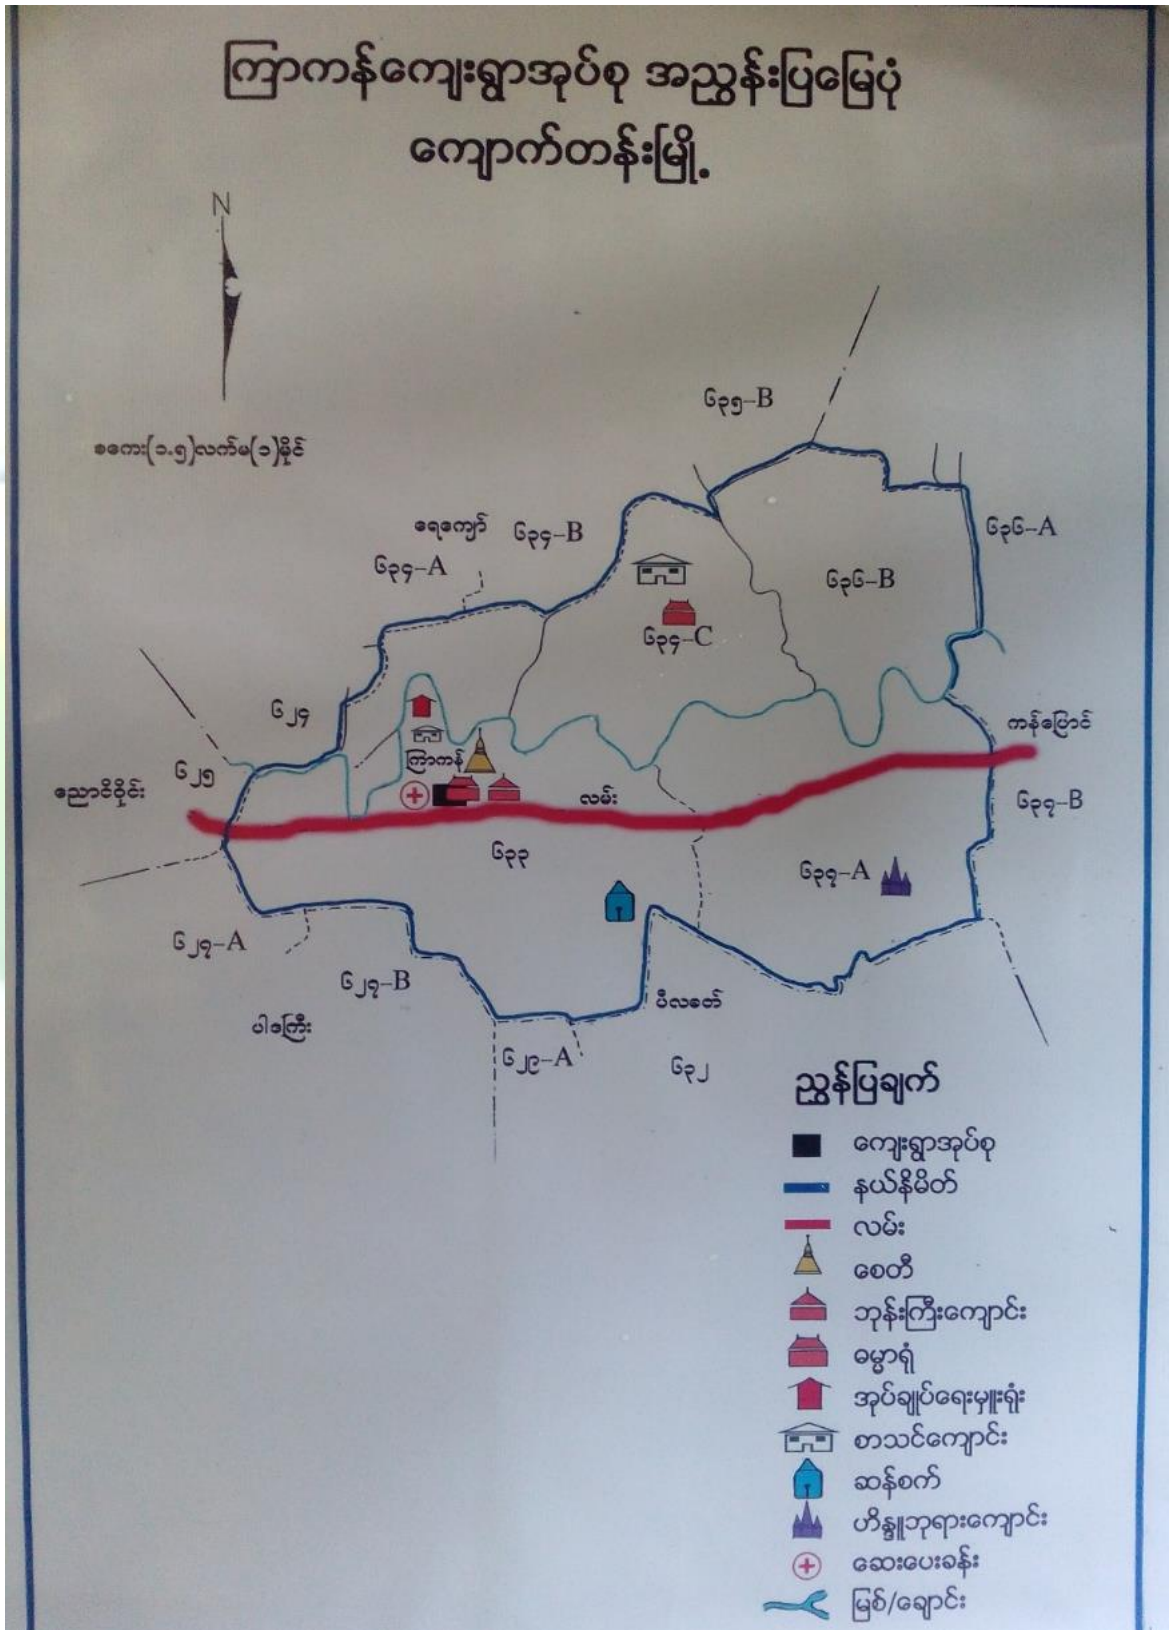 ကြာကန်ကျေးရွာအုပ်စု အညွှန်းပြမြေပုံ
ကျောက်တန်းမြို့
N
စကေး(၁.၅)လက်မ(၁)မိုင်
၆၃၅-B
ရေကျော်
၆၃၄-B
၆၃၆-A
၆၃၄-A
၆၃၆-B
၆၃၄-C
၆၂၄
ကန်ပြောင်
၆၂၅
ကြာကန်
ညောင်ဝိုင်း
လမ်း
၆၃၇-B
၆၃၃
၆၃၇-A
၆၂၇-A
၆၂၇-B
ပီလခတ်
ပါဒကြီး
၆၂၉-A
၆၃၂
ညွှန်ပြချက်
ကျေးရွာအုပ်စု
နယ်နိမိတ်
လမ်း
စေတီ
ဘုန်းကြီးကျောင်း
ဓမ္မာရုံ
အုပ်ချုပ်ရေးမှူးရုံး
စာသင်ကျောင်း
ဆန်စက်
ဟိန္ဒူဘုရားကျောင်း
ဆေးပေးခန်း
မြစ်/ချောင်း